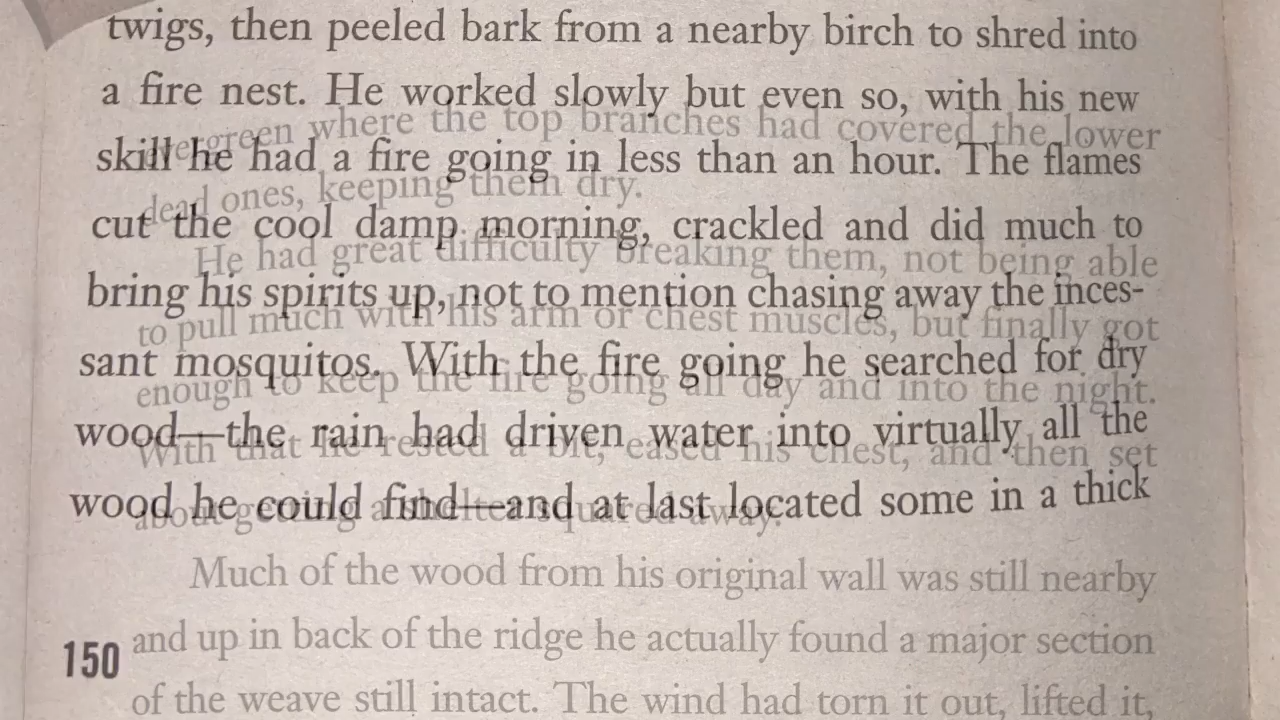 twigs, then peeled bark from a nearby birch to shred into
a fire nest. He worked slowly but even so, with his new
skill he had a fire going in less than an hour. The flames
cut the cool damp morning, crackled and did much to
bring his spirits up, not to mention chasing away the inces-
sant mosquitos. With the fire going he searched for dry
wood—the rain had driven water into virtually all the
wood he could find—and at last located some in a thick
150
evergreen where the top branches had covered the lower
dead ones, keeping them dry.
He had great difficulty breaking them, not being able
to pull much with his arm or chest muscles, but finally got
enough to keep the fire going all day and into the night.
With that he rested a bit, eased his chest, and then set
about getting a shelter squared away.
Much of the wood from his original wall was still nearby
and up in back of the ridge he actually found a major section
of the weave still intact. The wind had torn it out, lifted it,